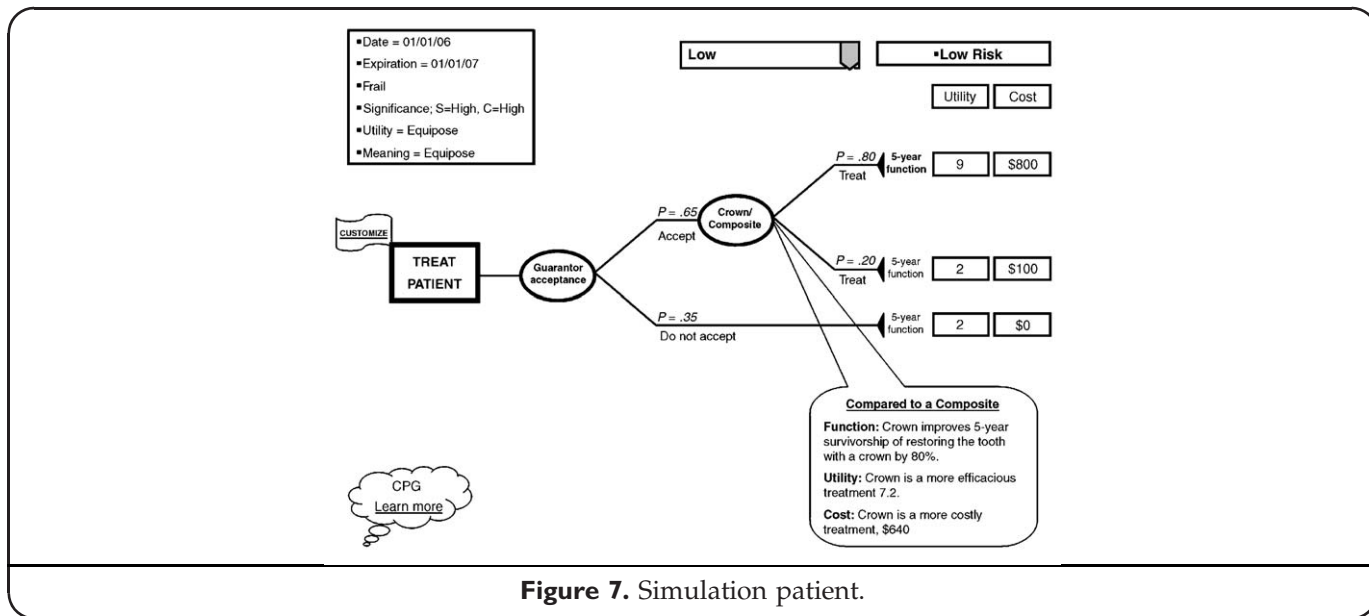 ▪Date = 01/01/06
▪Expiration = 01/01/07
▪Frail
▪Significance; S=High, C=High
▪Utility = Equipose
▪Meaning = Equipose
Low
▪Low Risk
Utility
Cost
CUSTOMIZE
TREAT
PATIENT
Guarantor
acceptance
P = .65
Accept
Crown/
Composite
P = .80
Treat
5-year
function
9
$800
P = .20
Treat
5-year
function
2
$100
P = .35
Do not accept
5-year
function
2
$0
Compared to a Composite
Function: Crown improves 5-year
survivorship of restoring the tooth
with a crown by 80%.
Utility: Crown is a more efficacious
treatment 7.2.
Cost: Crown is a more costly
treatment, $640
CPG
Learn more
Figure 7. Simulation patient.